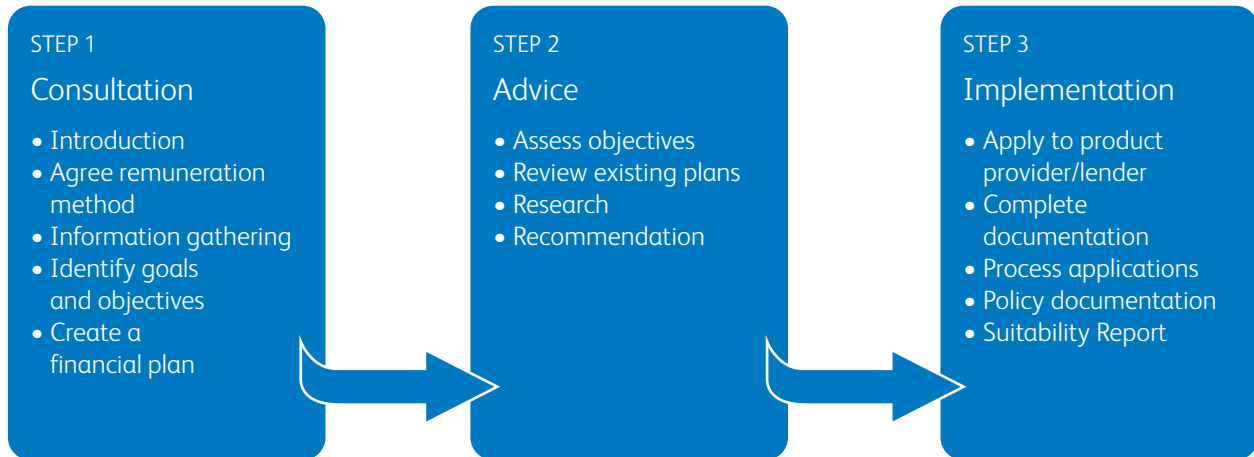 STEP 1
Consultation
• Introduction
• Agree remuneration
method
• Information gathering
• Identify goals
and objectives
• Create a
financial plan
STEP 2
Advice
• Assess objectives
• Review existing plans
• Research
• Recommendation
STEP 3
Implementation
• Apply to product
provider/lender
• Complete
documentation
• Process applications
• Policy documentation
• Suitability Report